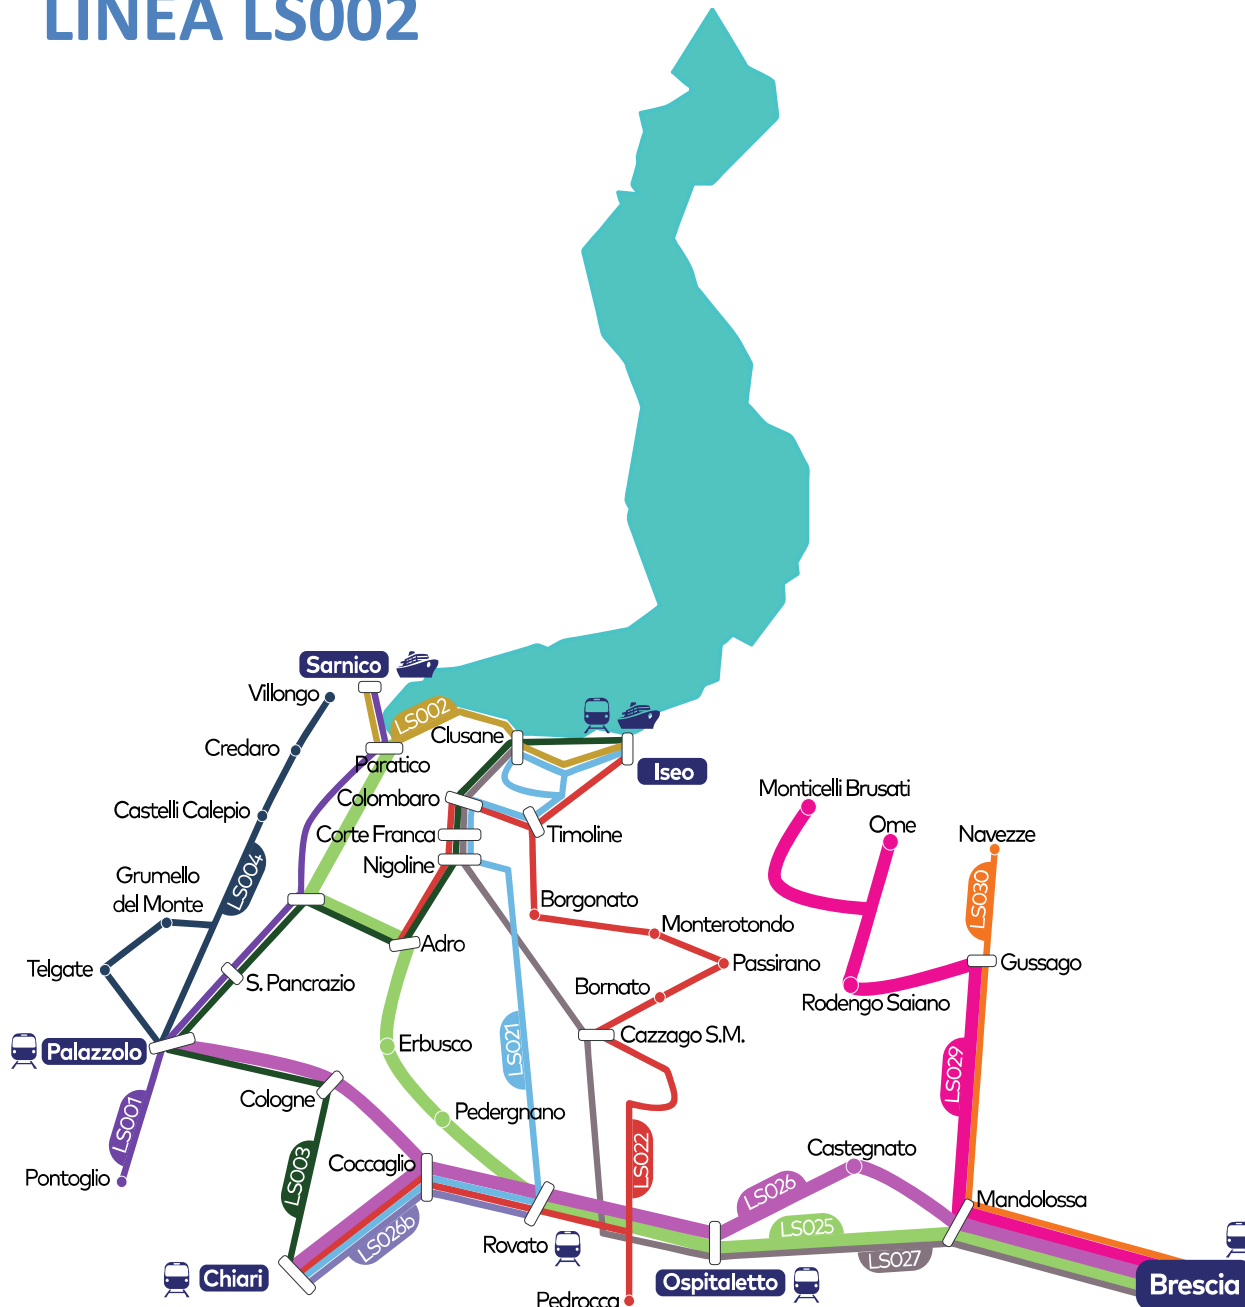 LINEA LS002
Sarnico
Villongo
LS002
Clusane
Credaro
Paratico
Iseo
Colombaro
Monticelli Brusati
Castelli Calepio
Corte Franca
Timoline
Ome
Navezze
Nigoline
Grumello
del Monte
LS004
Borgonato
LS030
Monterotondo
Adro
Telgate
Passirano
Gussago
S. Pancrazio
Bornato
Rodengo Saiano
Cazzago S.M.
Erbusco
LS021
Palazzolo
LS029
Cologne
Pedergnano
LS001
Castegnato
LS022
Coccaglio
Pontoglio
LS003
LS026
Mandolossa
LS025
LS026b
Rovato
LS027
Chiari
Ospitaletto
Brescia
Pedrocca